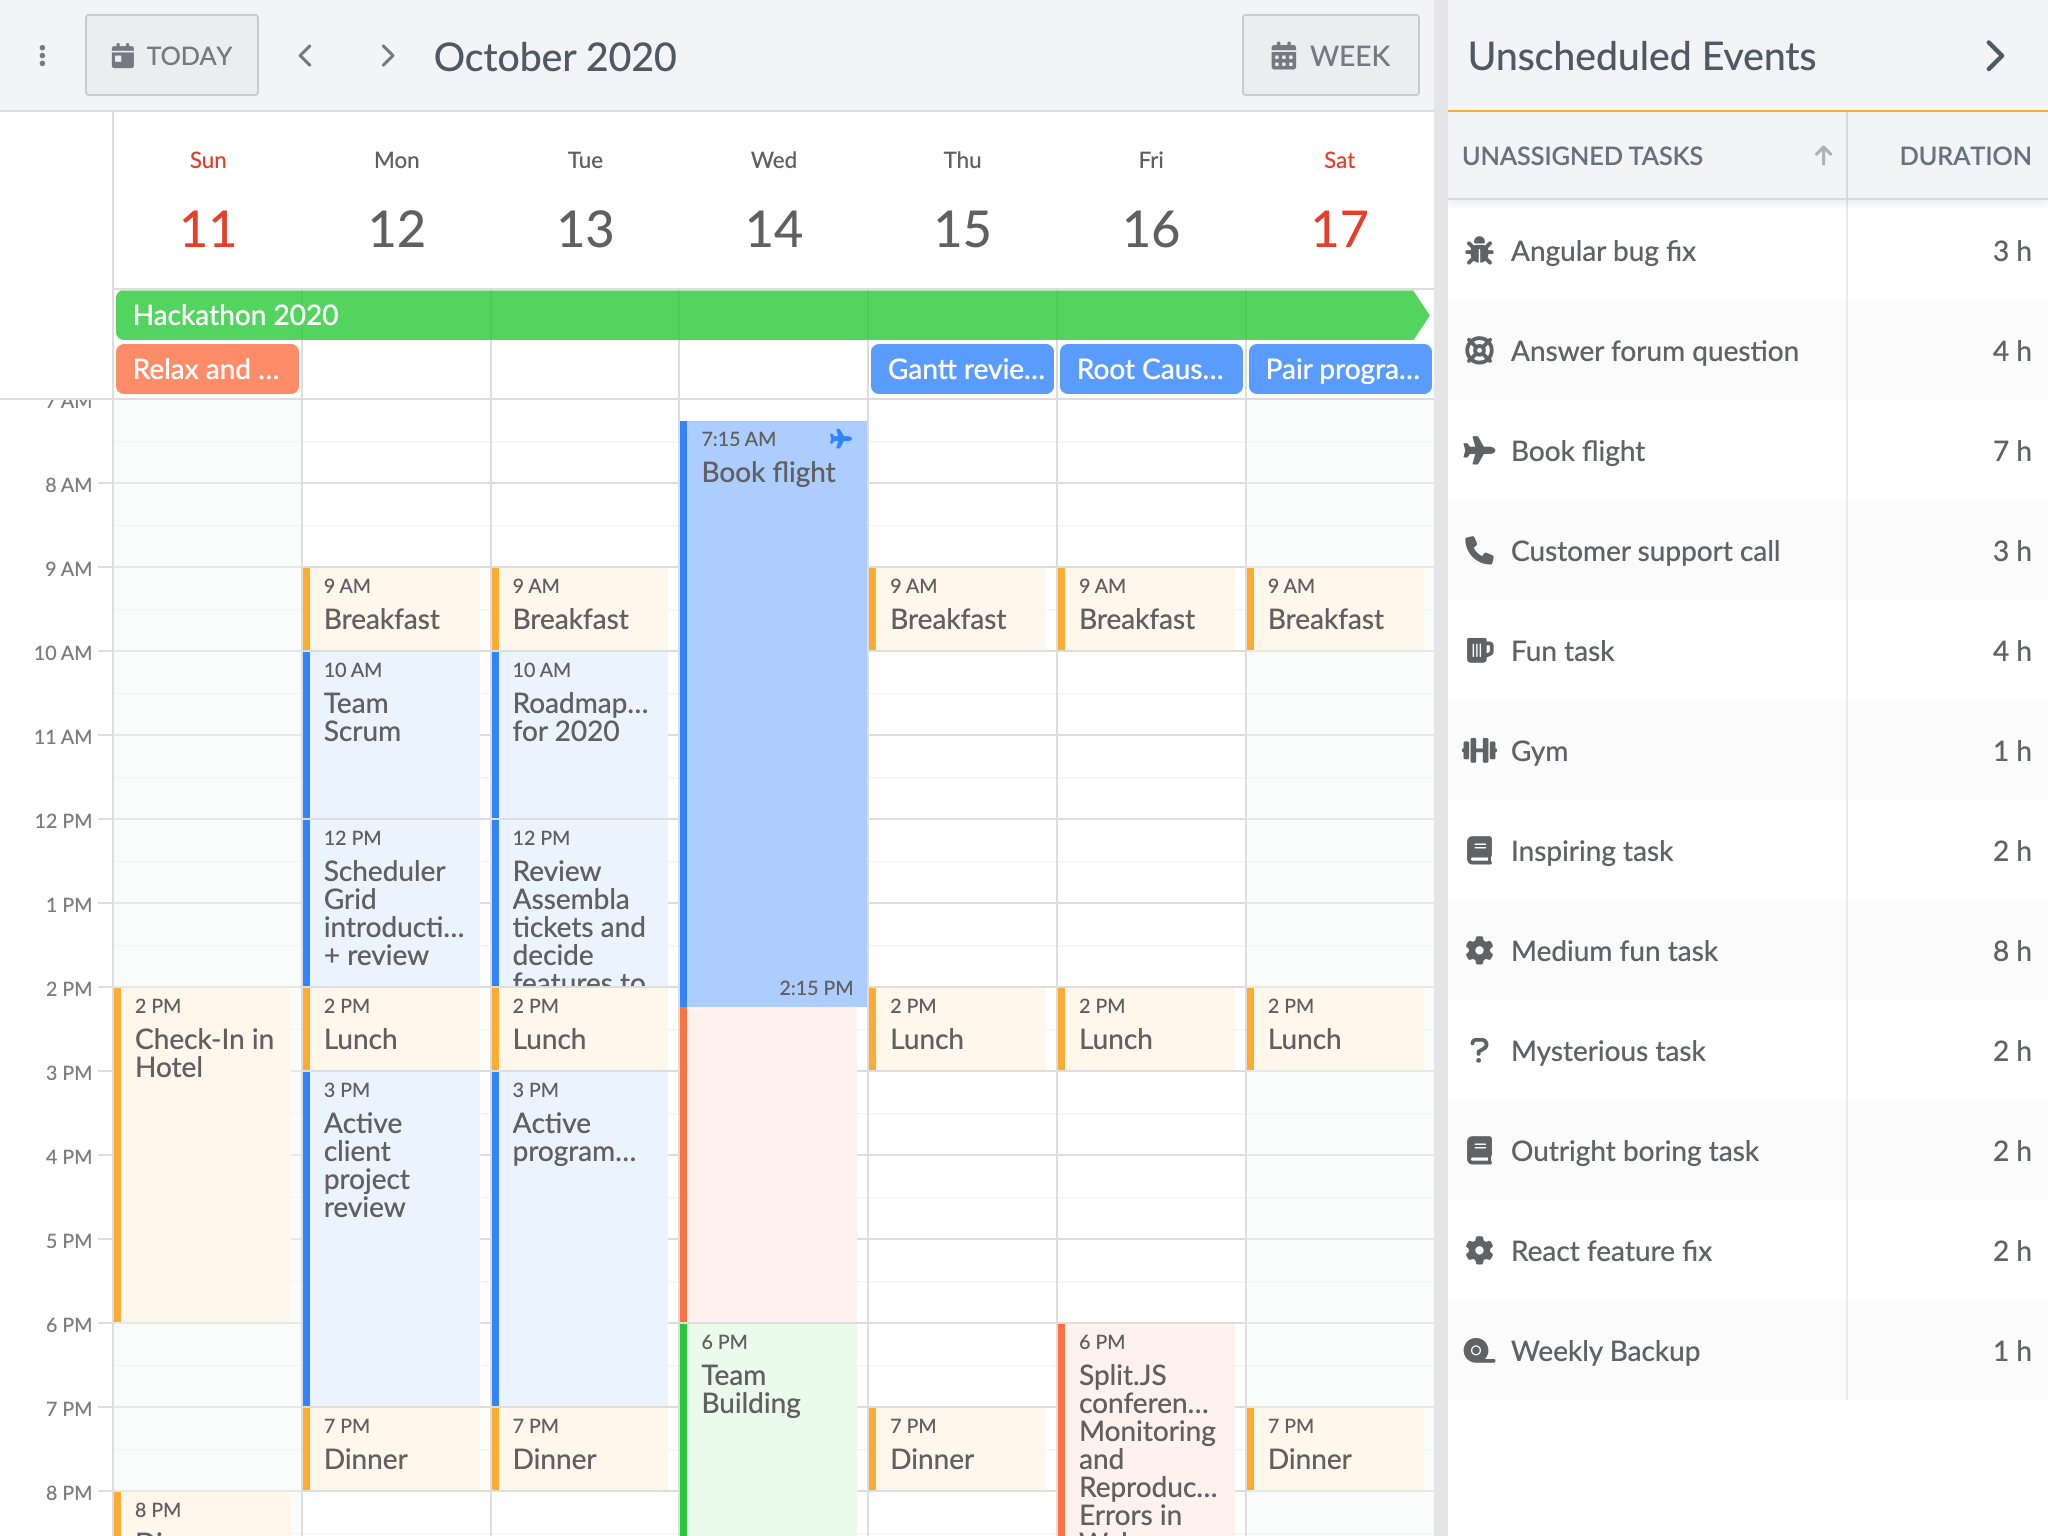 TODAY
October 2020
WEEK
Unscheduled Events
Sun
Mon
Tue
Wed
Thu
Fri
Sat
11
12
13
14
15
16
17
UNASSIGNED TASKS
DURATION
Hackathon 2020
Relax and ...
Gantt revie...
Root Caus...
Pair progra...
7 AM
8 AM
9 AM
10 AM
11 AM
12 PM
1 PM
2 PM
3 PM
4 PM
5 PM
6 PM
7 PM
8 PM
2 PM
Check-In in
Hotel
8 PM
9 AM
Breakfast
10 AM
Team
Scrum
12 PM
Scheduler
Grid
introducti...
+ review
2 PM
Lunch
3 PM
Active
client
project
review
7 PM
Dinner
9 AM
Breakfast
10 AM
Roadmap...
for 2020
12 PM
Review
Assembla
tickets and
decide
features to
2 PM
Lunch
3 PM
Active
program...
7 PM
Dinner
7:15 AM
Book flight
2:15 PM
6 PM
Team
Building
9 AM
Breakfast
2 PM
Lunch
7 PM
Dinner
9 AM
Breakfast
2 PM
Lunch
6 PM
Split.JS
conferen...
Monitoring
and
Reproduc...
Errors in
9 AM
Breakfast
2 PM
Lunch
7 PM
Dinner
Angular bug fix 3 h
Answer forum question 4 h
Book flight 7 h
Customer support call 3 h
Fun task 4 h
Gym 1 h
Inspiring task 2 h
Medium fun task 8 h
Mysterious task 2 h
Outright boring task 2 h
React feature fix 2 h
Weekly Backup 1 h